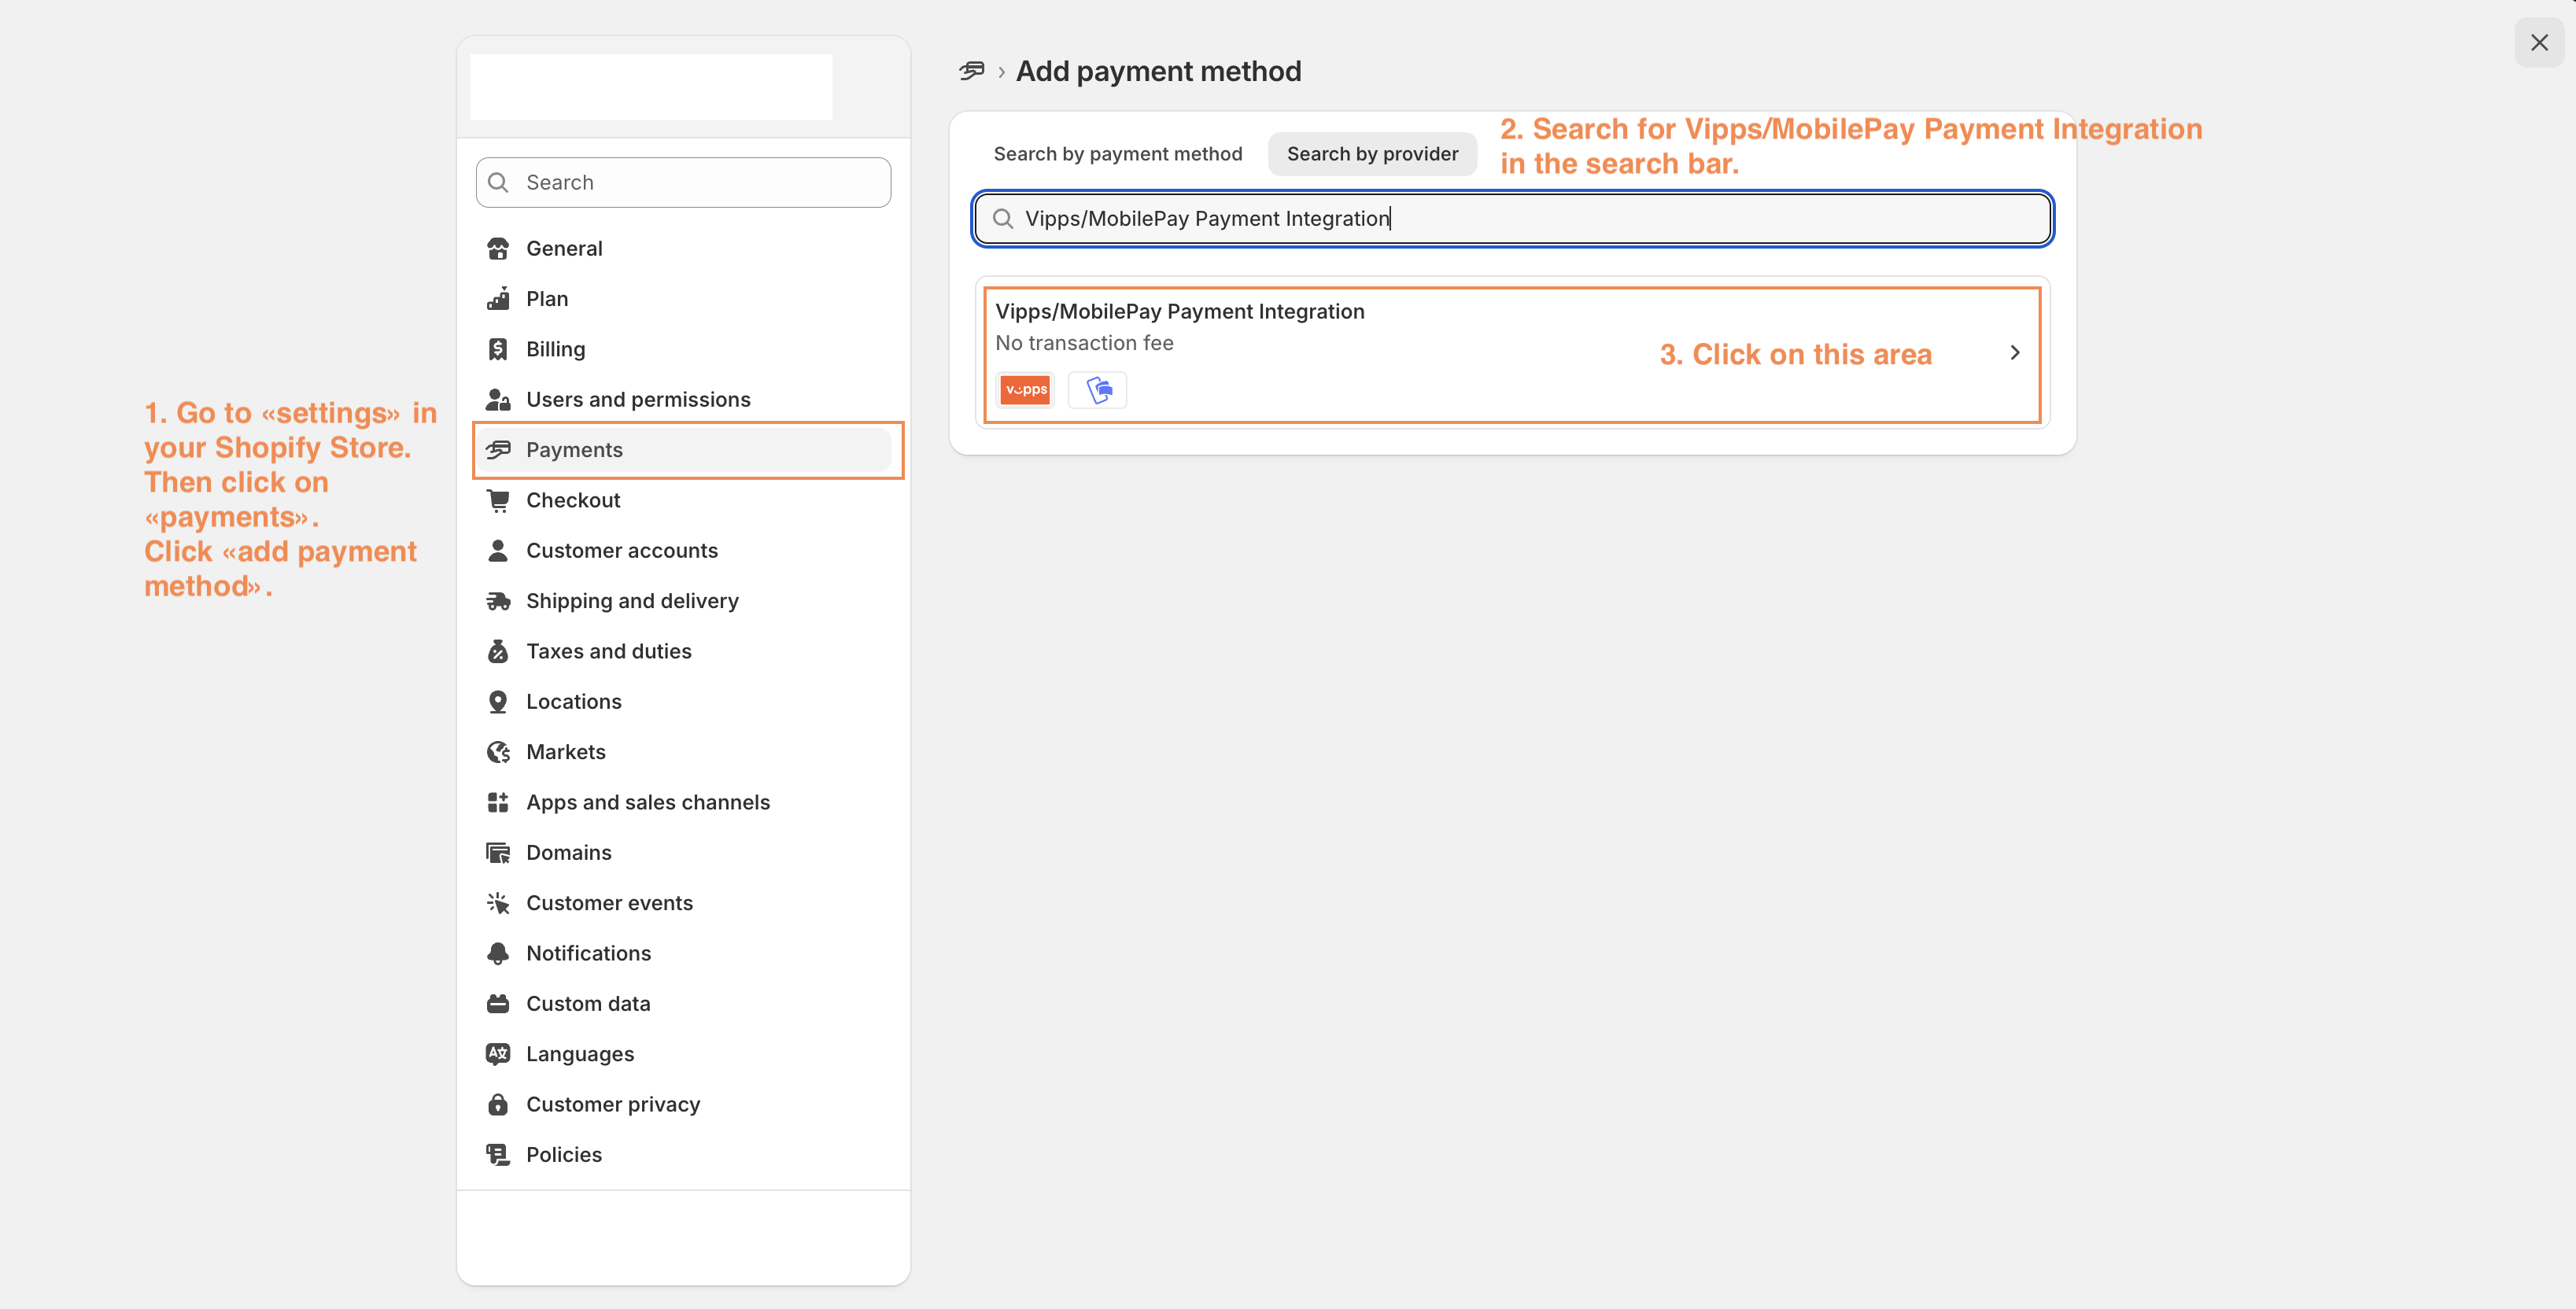 Add payment method
2. Search for Vipps/MobilePay Payment Integration
in the search bar.
Search by payment method
Search by provider
Search
Vipps/MobilePay Payment Integration
General
Plan
Vipps/MobilePay Payment Integration
No transaction fee
3. Click on this area
Billing
vipps
Users and permissions
1. Go to «settings» in
your Shopify Store.
Then click on
«payments».
Click «add payment
method».
Payments
Checkout
Customer accounts
Shipping and delivery
Taxes and duties
Locations
Markets
Apps and sales channels
Domains
Customer events
Notifications
Custom data
Languages
Customer privacy
Policies